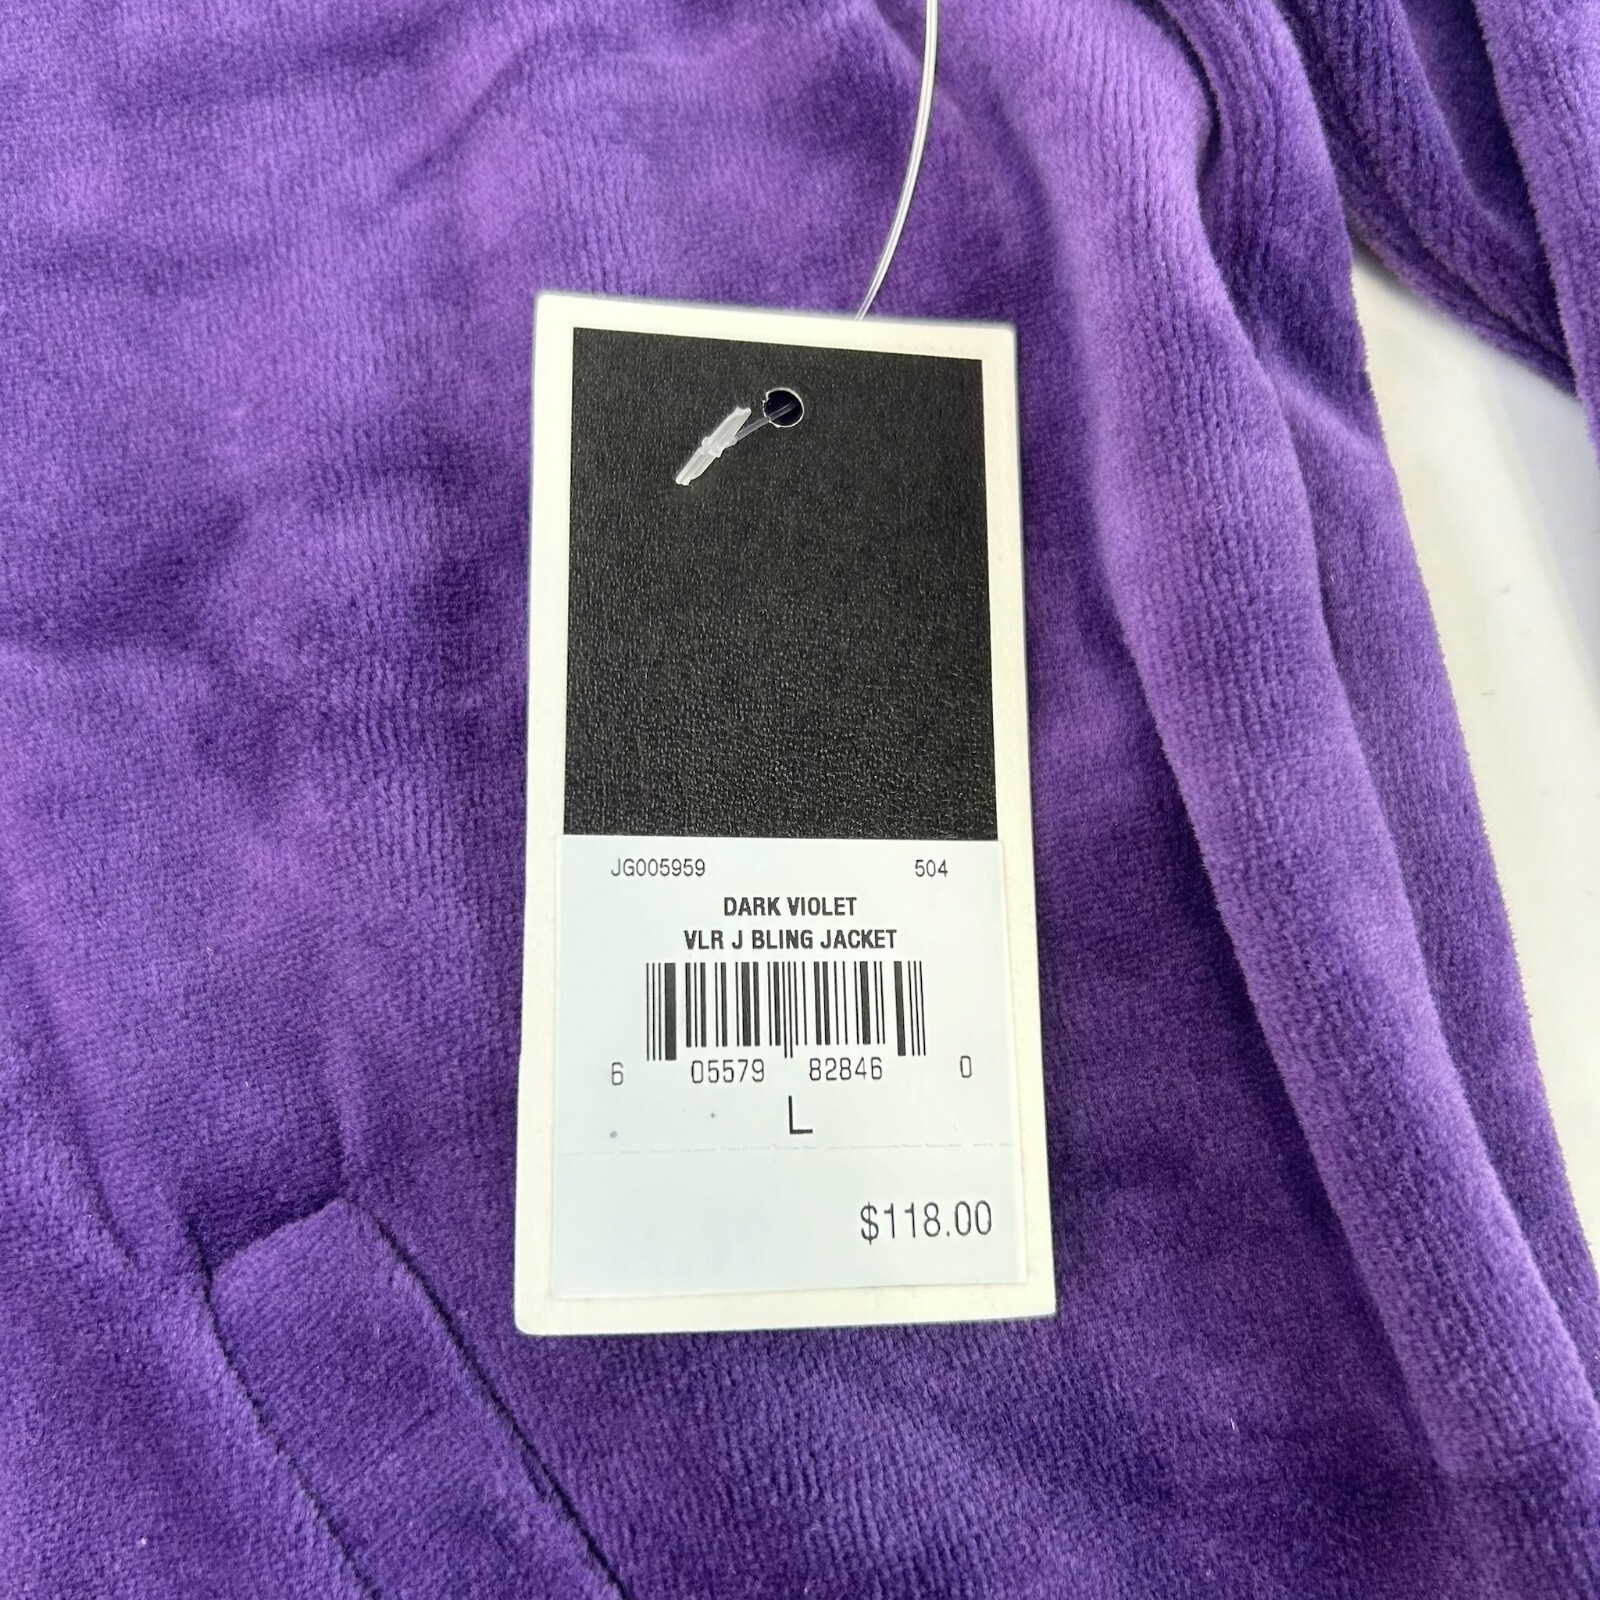 JG005959 504
DARK VIOLET
VLR J BLING JACKET
6 05579 82846 0
L
$118.00